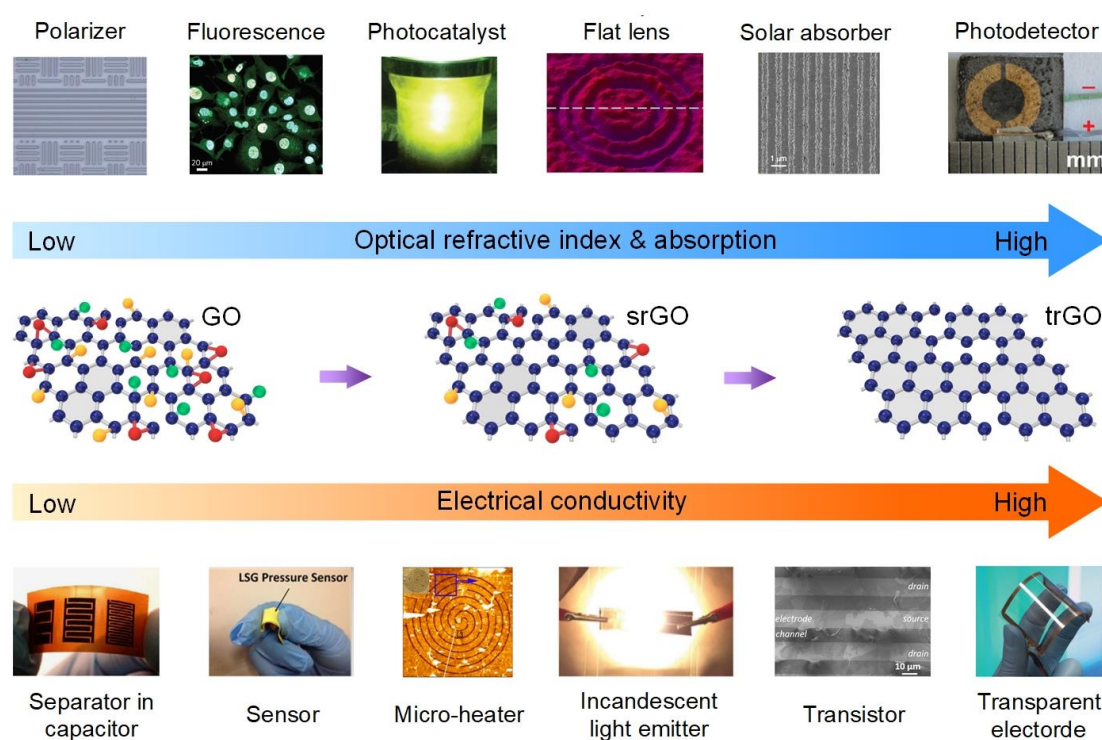 Polarizer Fluorescence Photocatalyst Flat lens Solar absorber Photodetector
20 μm
1 μm
−
+
mm
Low Optical refractive index & absorption High
GO srGO trGO
Low Electrical conductivity High
LSG Pressure Sensor
drain
electrode source
channel
drain
10 μm
Separator in capacitor
Sensor
Micro-heater
Incandescent light emitter
Transistor
Transparent electorde